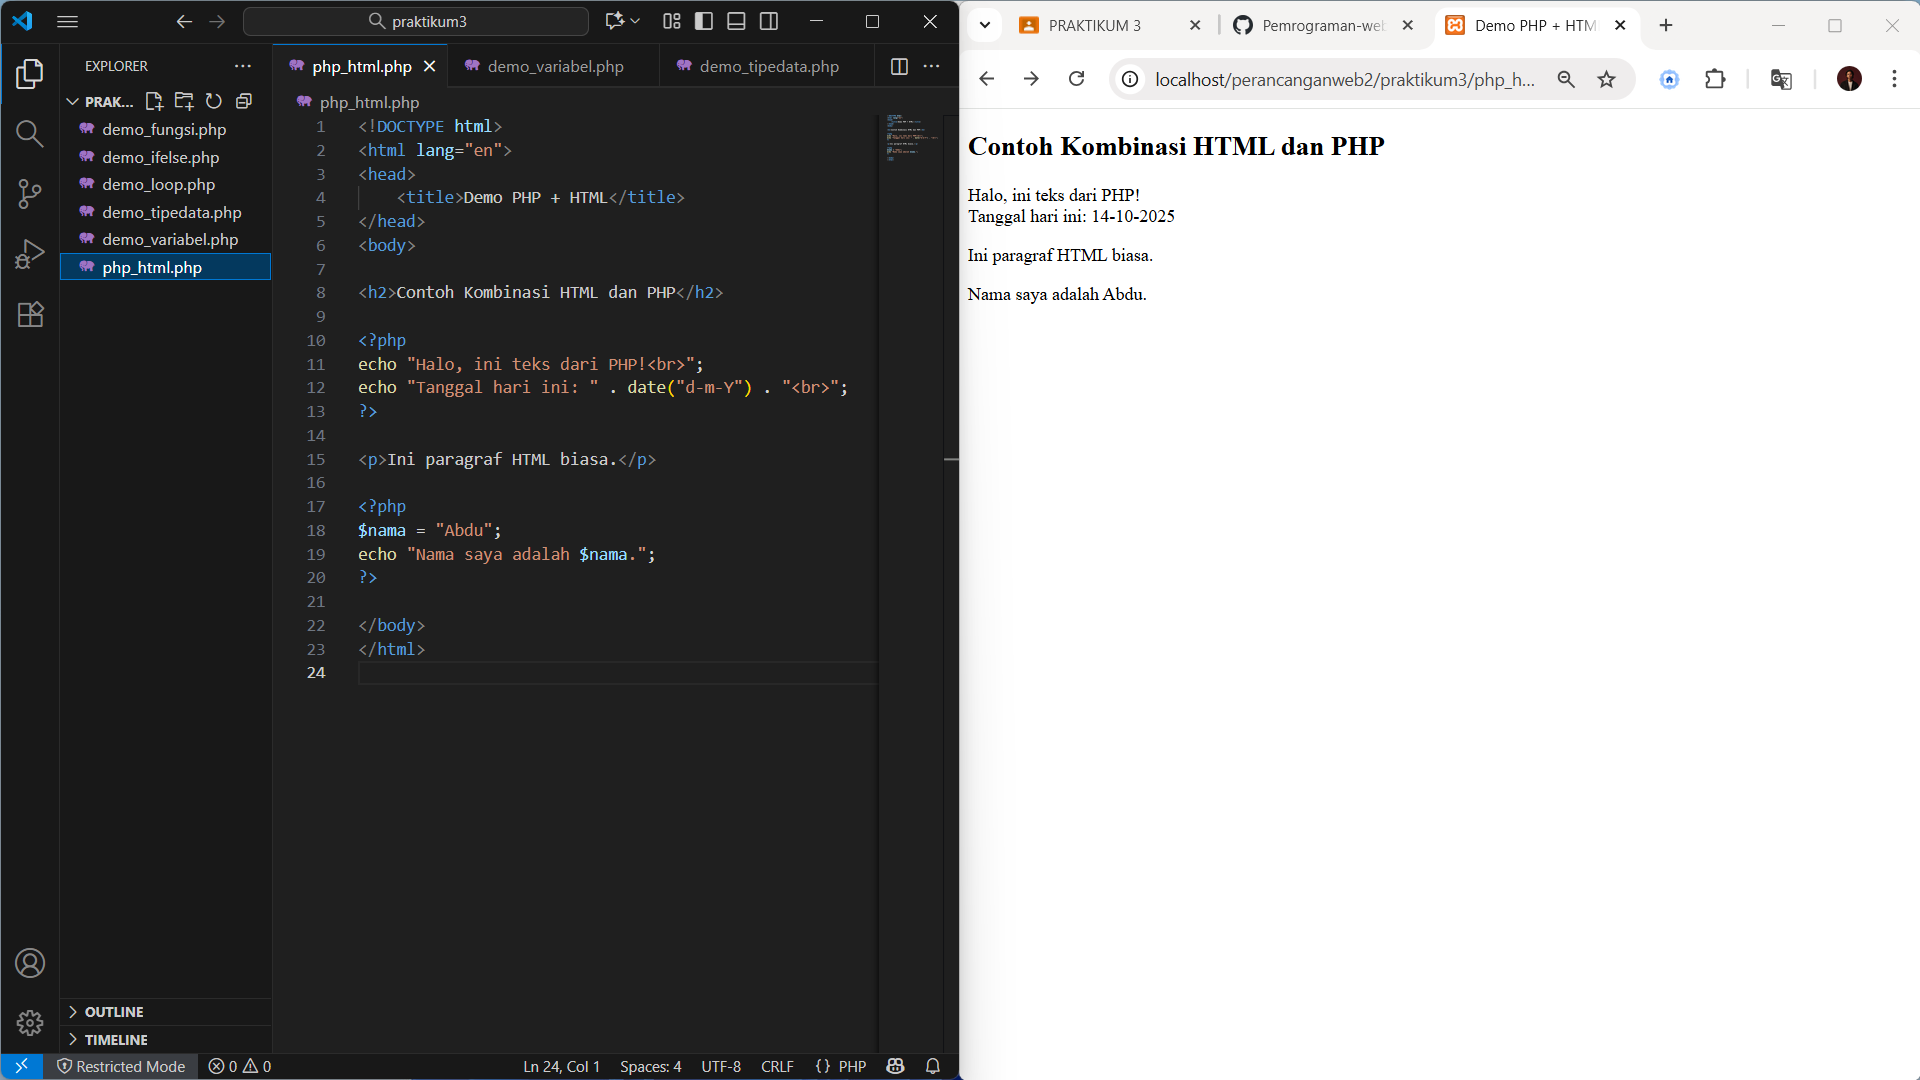 praktikum3
EXPLORER
PRAK...
demo_fungsi.php
demo_ifelse.php
demo_loop.php
demo_tipedata.php
demo_variabel.php
php_html.php
OUTLINE
TIMELINE
php_html.php
demo_variabel.php
demo_tipedata.php
php_html.php
1 <!DOCTYPE html>
2 <html lang="en">
3 <head>
4 <title>Demo PHP + HTML</title>
5 </head>
6 <body>
7
8 <h2>Contoh Kombinasi HTML dan PHP</h2>
9
10 <?php
11 echo "Halo, ini teks dari PHP!<br>";
12 echo "Tanggal hari ini: " . date("d-m-Y") . "<br>";
13 ?>
14
15 <p>Ini paragraf HTML biasa.</p>
16
17 <?php
18 $nama = "Abdu";
19 echo "Nama saya adalah $nama.";
20 ?>
21
22 </body>
23 </html>
24
Restricted Mode
0
0
Ln 24, Col 1
Spaces: 4
UTF-8
CRLF
{} PHP
PRAKTIKUM 3
Pemrograman-web
Demo PHP + HTM
localhost/perancanganweb2/praktikum3/php_h...
Contoh Kombinasi HTML dan PHP
Halo, ini teks dari PHP!
Tanggal hari ini: 14-10-2025
Ini paragraf HTML biasa.
Nama saya adalah Abdu.